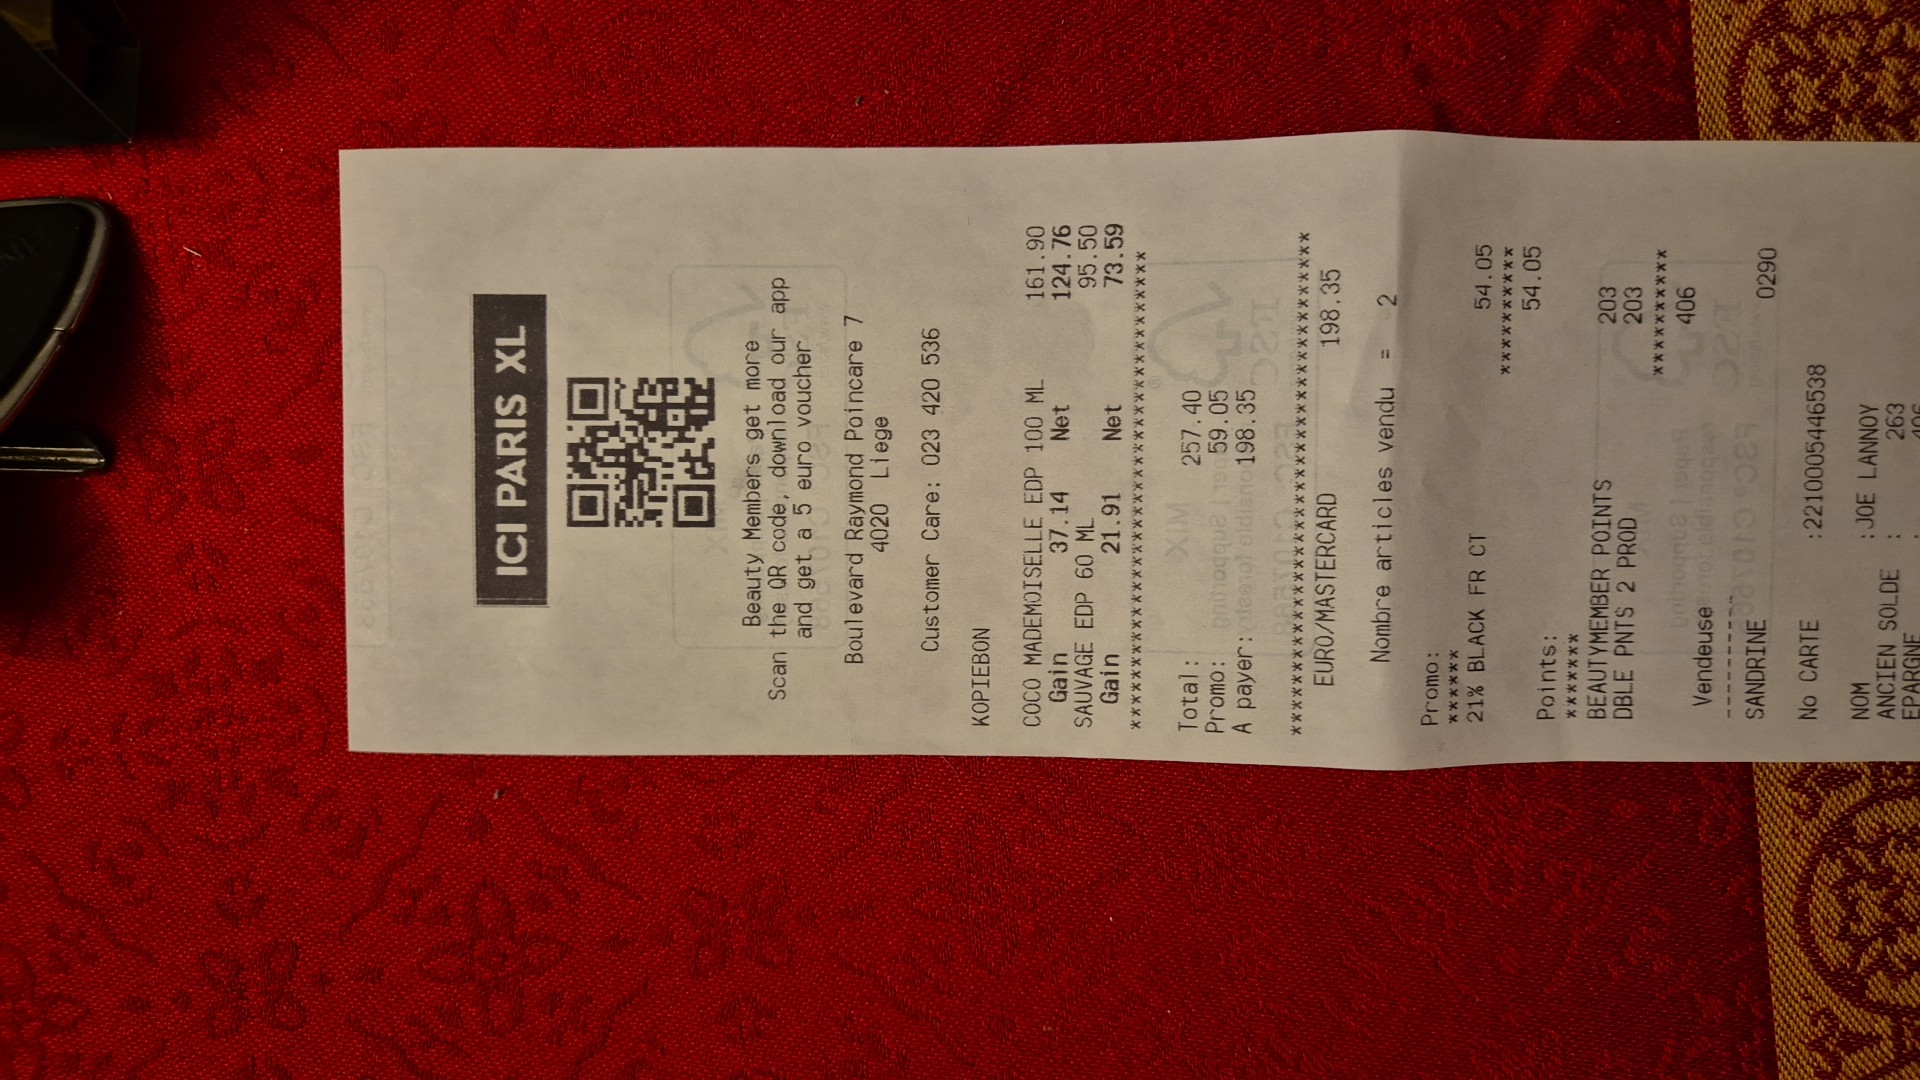 ICI PARIS XL
Beauty Members get more
Scan the QR code, download our app
and get a 5 euro voucher
Boulevard Raymond Poincare 7
4020 Liege
Customer Care: 023 420 536
KOPIEBON
COCO MADEMOISELLE EDP 100 ML 161.90
Gain 37.14 Net 124.76
SAUVAGE EDP 60 ML 95.50
Gain 21.91 Net 73.59
****************************************
Total: 257.40
Promo: 59.05
A payer: 198.35
****************************************
EURO/MASTERCARD 198.35
Nombre articles vendu = 2
Promo:
******
21% BLACK FR CT 54.05
**********
54.05
Points:
*******
BEAUTYMEMBER POINTS 203
DBLE PNTS 2 PROD 203
**********
406
Vendeuse
----------
SANDRINE 0290
No CARTE :2210005446538
NOM :JOE LANNOY
ANCIEN SOLDE : 263
EPARGNE : 406